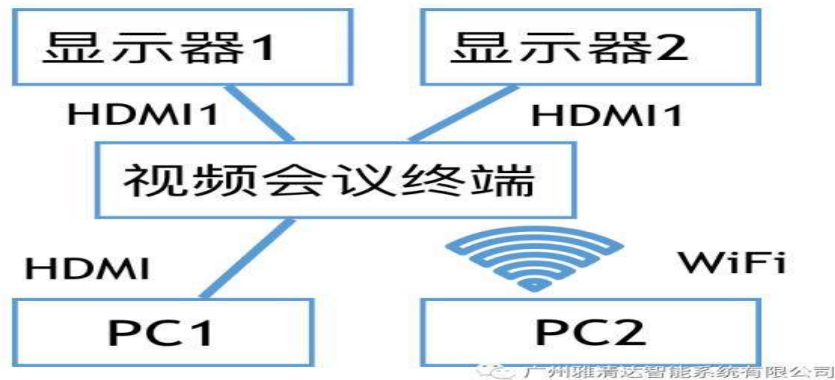 显示器1
显示器2
HDMI1
HDMI1
视频会议终端
HDMI
WiFi
PC1
PC2
广州雅清达智能系统有限公司